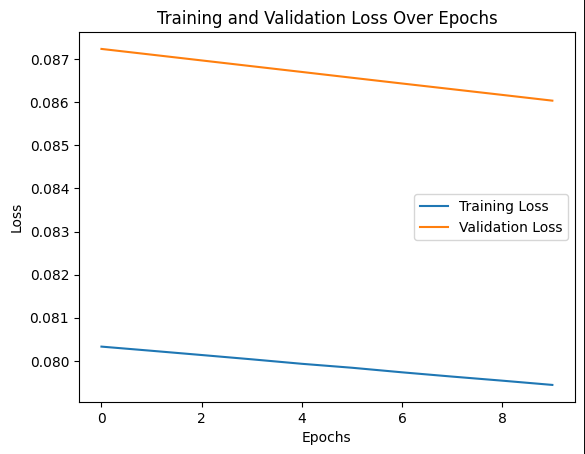 Training and Validation Loss Over Epochs
0.087
0.086
0.085
0.084
0.083
0.082
0.081
0.080
Loss
Training Loss
Validation Loss
0
2
4
6
8
Epochs